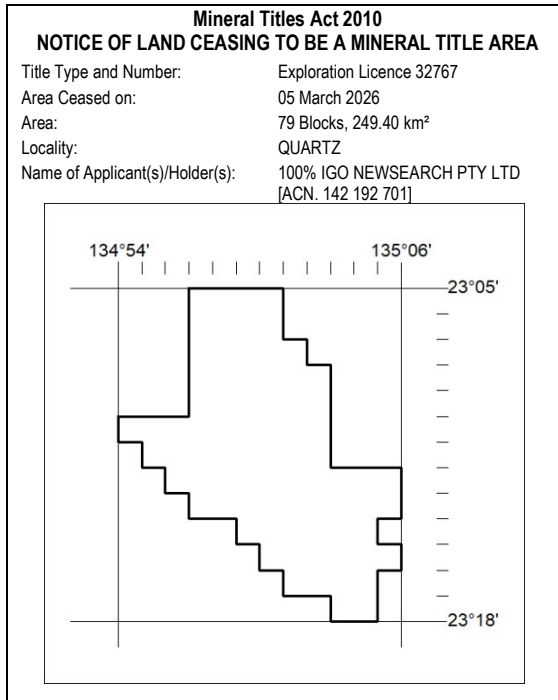 Mineral Titles Act 2010
NOTICE OF LAND CEASING TO BE A MINERAL TITLE AREA
Title Type and Number: Exploration Licence 32767
Area Ceased on: 05 March 2026
Area: 79 Blocks, 249.40 km²
Locality: QUARTZ
Name of Applicant(s)/Holder(s): 100% IGO NEWSEARCH PTY LTD
[ACN. 142 192 701]
134°54' 135°06'
23°05'
23°18'